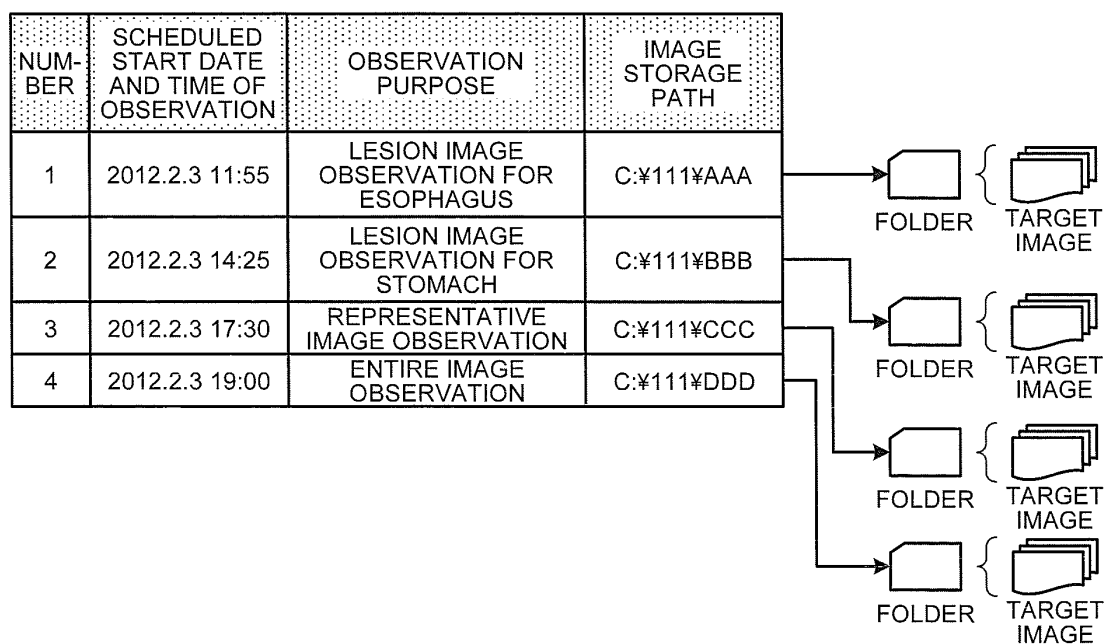 NUM-
BER
SCHEDULED
START DATE
AND TIME OF
OBSERVATION
OBSERVATION
PURPOSE
IMAGE
STORAGE
PATH
1
2012.2.3 11:55
LESION IMAGE
OBSERVATION FOR
ESOPHAGUS
C:¥111¥AAA
FOLDER
TARGET
IMAGE
2
2012.2.3 14:25
LESION IMAGE
OBSERVATION FOR
STOMACH
C:¥111¥BBB
FOLDER
TARGET
IMAGE
3
2012.2.3 17:30
REPRESENTATIVE
IMAGE OBSERVATION
C:¥111¥CCC
FOLDER
TARGET
IMAGE
4
2012.2.3 19:00
ENTIRE IMAGE
OBSERVATION
C:¥111¥DDD
FOLDER
TARGET
IMAGE